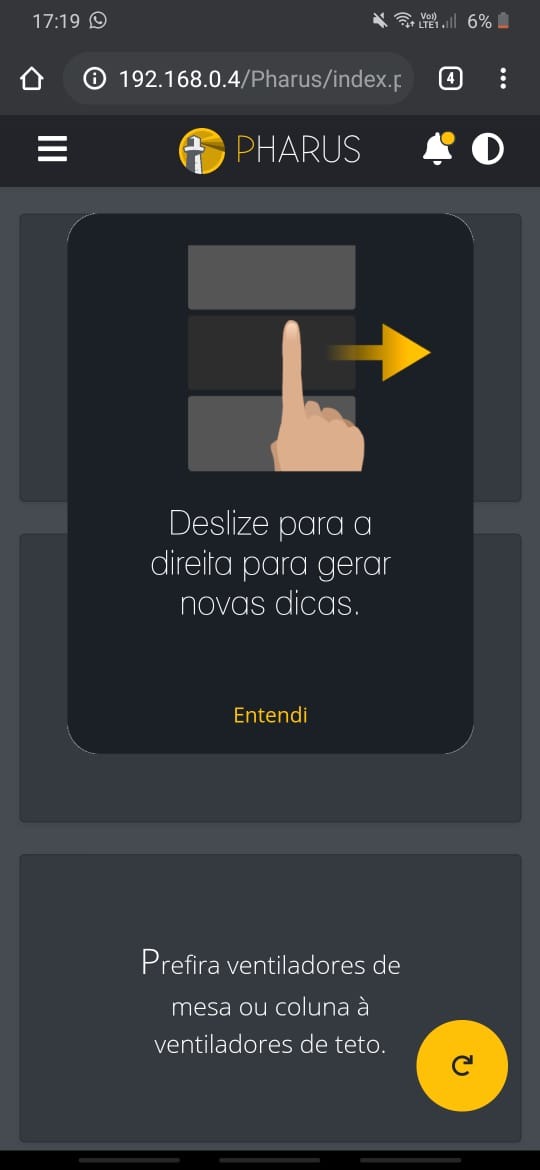 17:19
Vo)) LTE1 6%
192.168.0.4/Pharus/index.p
4
PHARUS
Deslize para a
direita para gerar
novas dicas.
Entendi
Prefira ventiladores de
mesa ou coluna à
ventiladores de teto.